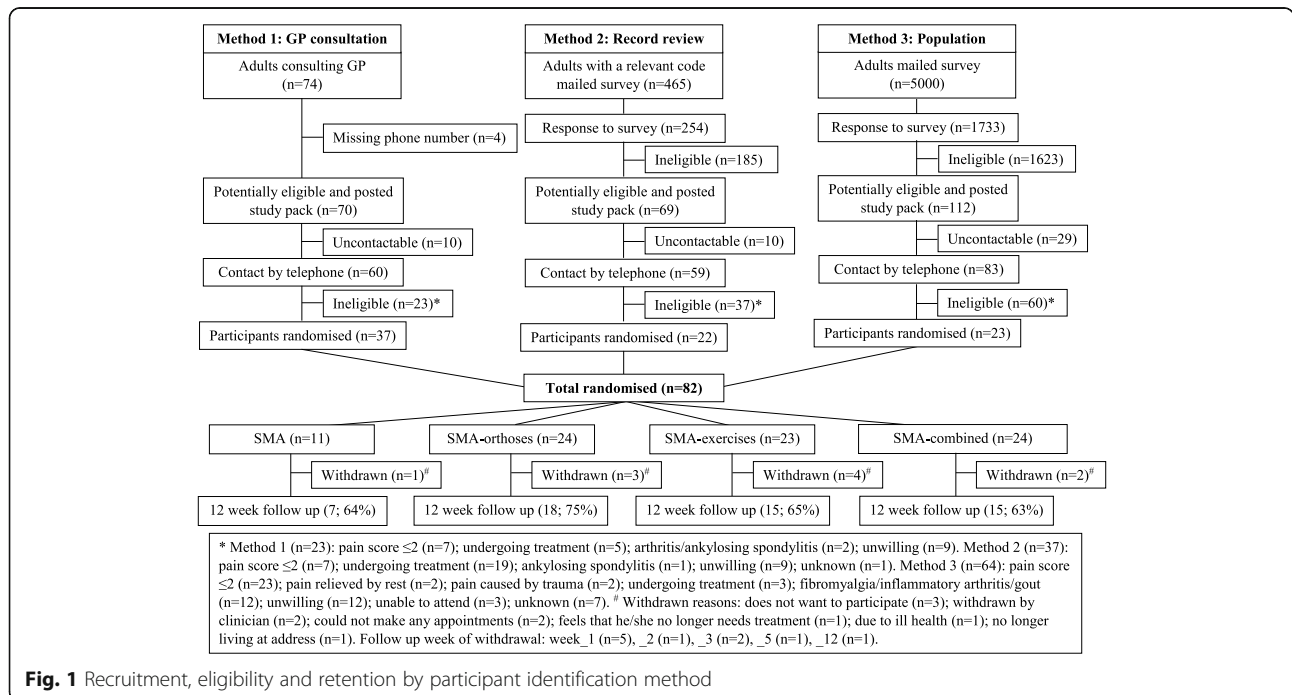 Method 1: GP consultation
Adults consulting GP
(n=74)
Missing phone number (n=4)
Potentially eligible and posted
study pack (n=70)
Uncontactable (n=10)
Contact by telephone (n=60)
Ineligible (n=23)*
Participants randomised (n=37)
Method 2: Record review
Adults with a relevant code
mailed survey (n=465)
Response to survey (n=254)
Ineligible (n=185)
Potentially eligible and posted
study pack (n=69)
Uncontactable (n=10)
Contact by telephone (n=59)
Ineligible (n=37)*
Participants randomised (n=22)
Method 3: Population
Adults mailed survey
(n=5000)
Response to survey (n=1733)
Ineligible (n=1623)
Potentially eligible and posted
study pack (n=112)
Uncontactable (n=29)
Contact by telephone (n=83)
Ineligible (n=60)*
Participants randomised (n=23)
Total randomised (n=82)
SMA (n=11)
Withdrawn (n=1)#
12 week follow up (7; 64%)
SMA-orthoses (n=24)
Withdrawn (n=3)#
12 week follow up (18; 75%)
SMA-exercises (n=23)
Withdrawn (n=4)#
12 week follow up (15; 65%)
SMA-combined (n=24)
Withdrawn (n=2)#
12 week follow up (15; 63%)
* Method 1 (n=23): pain score ≤2 (n=7); undergoing treatment (n=5); arthritis/ankylosing spondylitis (n=2); unwilling (n=9). Method 2 (n=37):
pain score ≤2 (n=7); undergoing treatment (n=19); ankylosing spondylitis (n=1); unwilling (n=9); unknown (n=1). Method 3 (n=64): pain score
≤2 (n=23); pain relieved by rest (n=2); pain caused by trauma (n=2); undergoing treatment (n=3); fibromyalgia/inflammatory arthritis/gout
(n=12); unwilling (n=12); unable to attend (n=3); unknown (n=7). # Withdrawn reasons: does not want to participate (n=3); withdrawn by
clinician (n=2); could not make any appointments (n=2); feels that he/she no longer needs treatment (n=1); due to ill health (n=1); no longer
living at address (n=1). Follow up week of withdrawal: week_1 (n=5), _2 (n=1), _3 (n=2), _5 (n=1), _12 (n=1).
Fig. 1 Recruitment, eligibility and retention by participant identification method